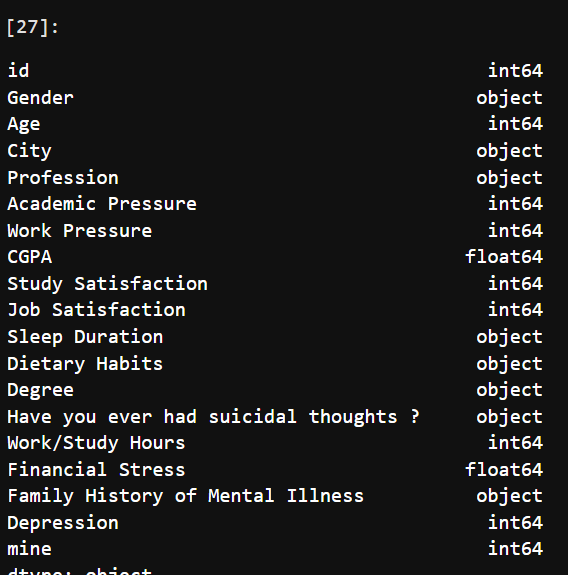 [27]:
id int64
Gender object
Age int64
City object
Profession object
Academic Pressure int64
Work Pressure int64
CGPA float64
Study Satisfaction int64
Job Satisfaction int64
Sleep Duration object
Dietary Habits object
Degree object
Have you ever had suicidal thoughts ? object
Work/Study Hours int64
Financial Stress float64
Family History of Mental Illness object
Depression int64
mine int64
dtype: object